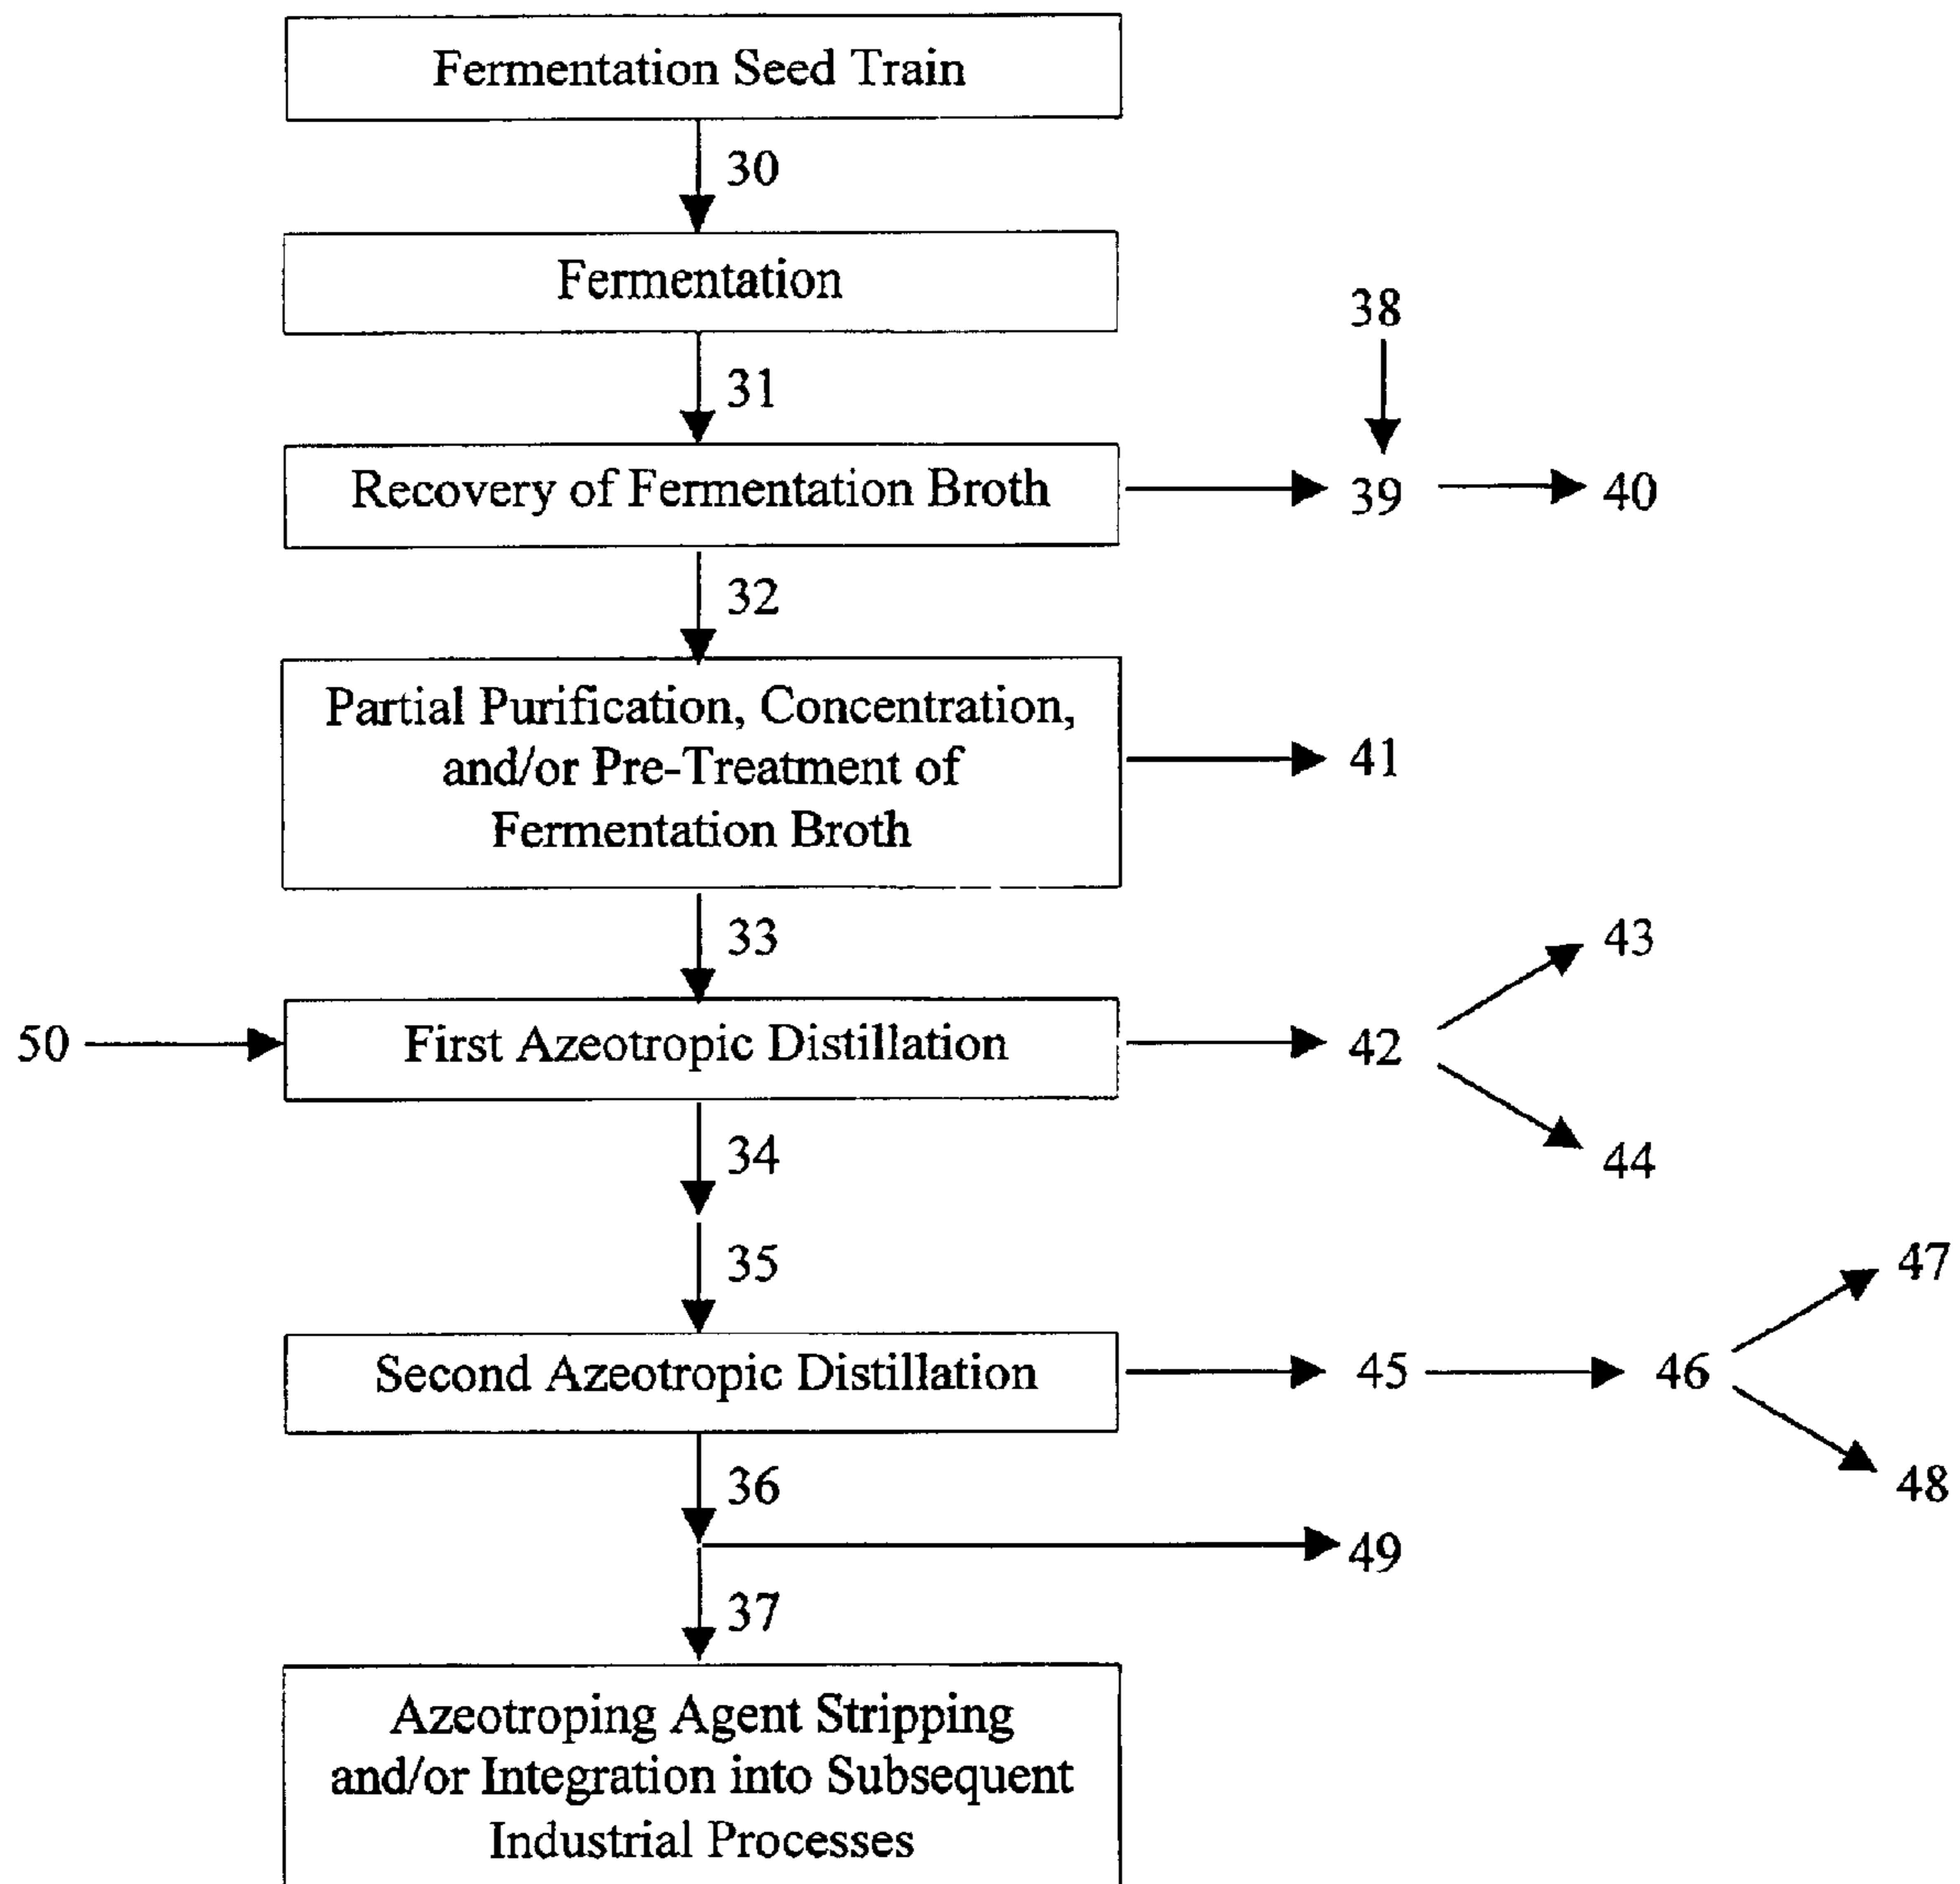 Fermentation Seed Train
30
Fermentation
38
31
Recovery of Fermentation Broth
39
40
32
Partial Purification, Concentration,
and/or Pre-Treatment of
Fermentation Broth
41
33
43
50
First Azeotropic Distillation
42
34
44
35
47
Second Azeotropic Distillation
45
46
36
48
49
37
Azeotroping Agent Stripping
and/or Integration into Subsequent
Industrial Processes